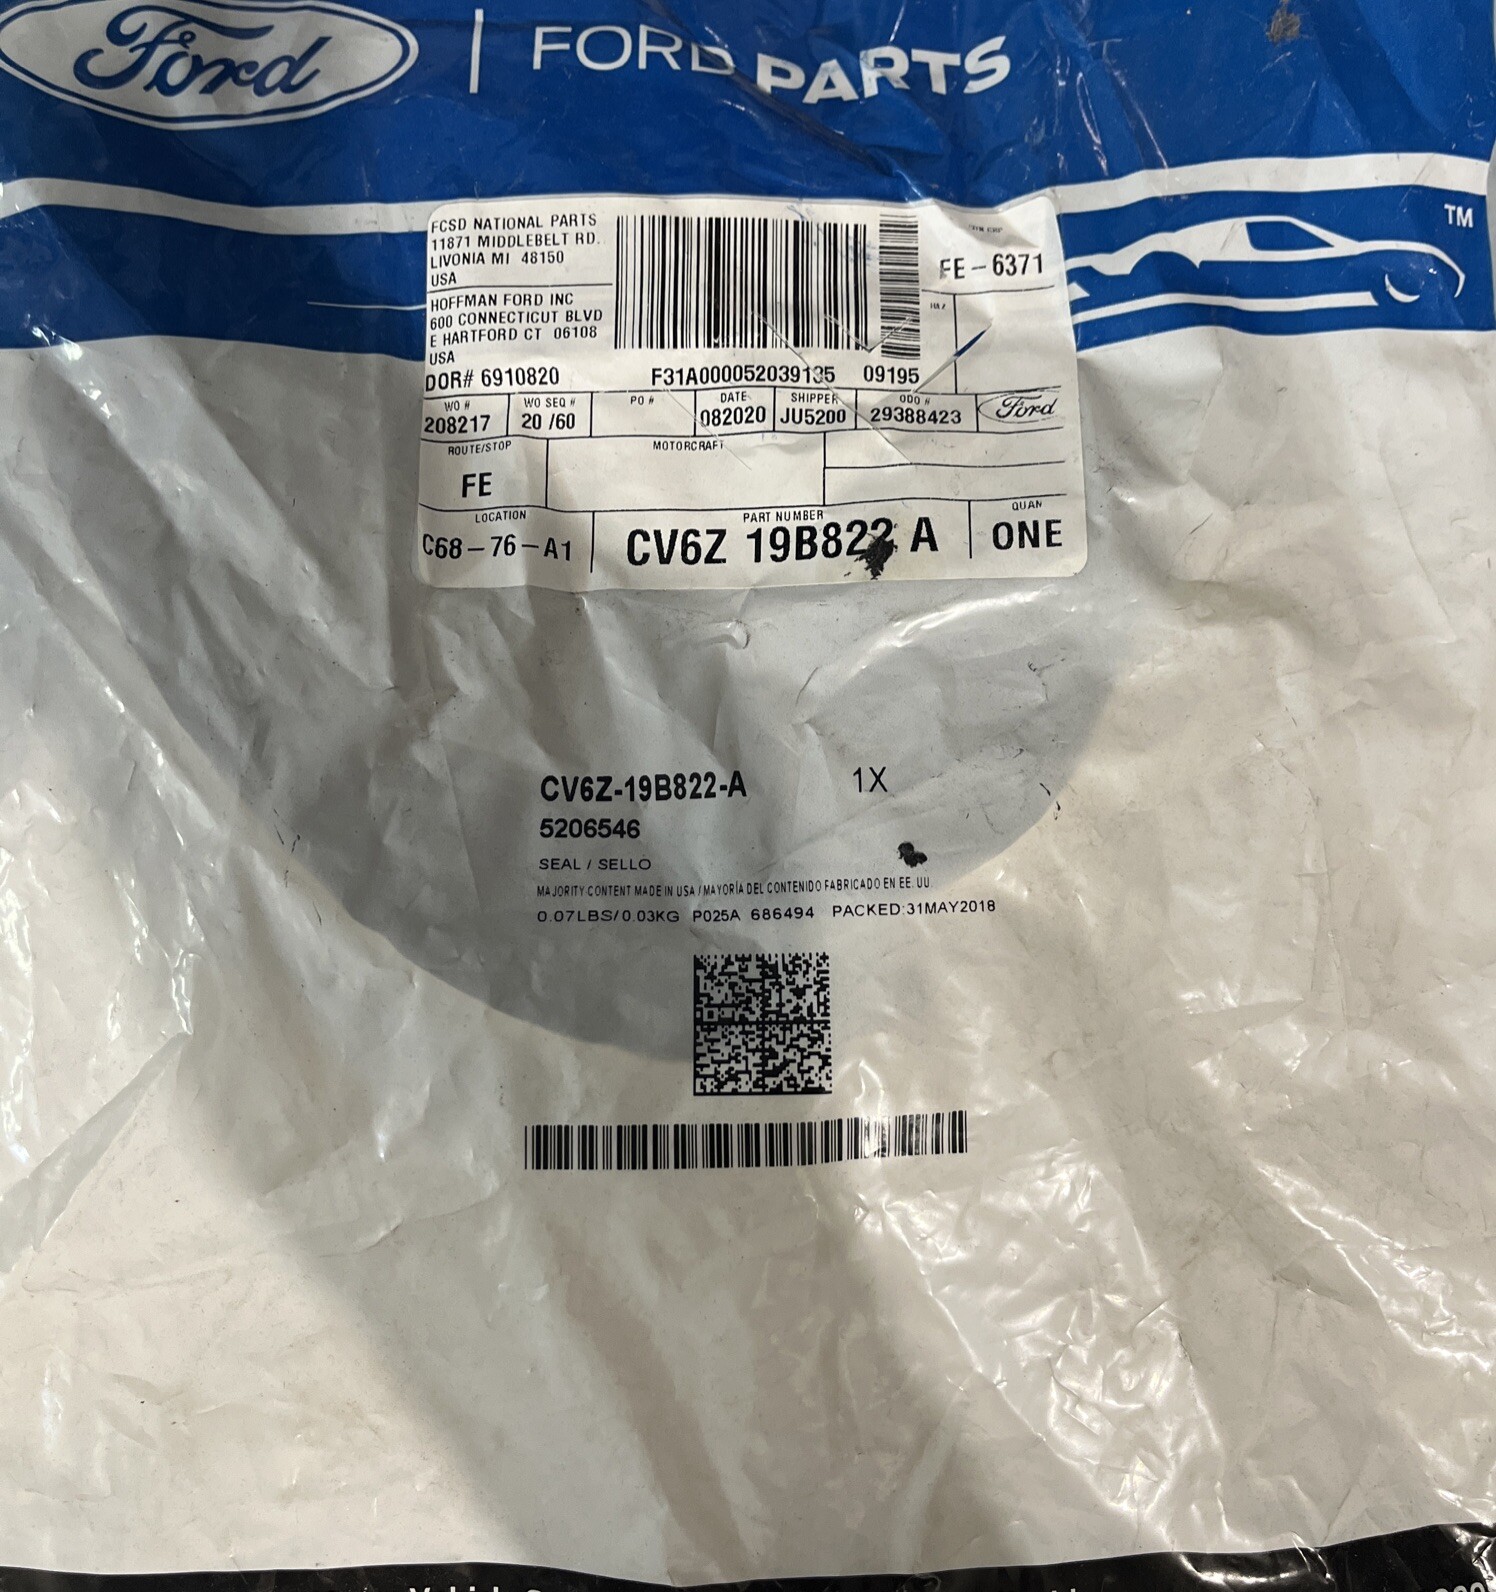 Ford
FORD PARTS
TM
FCSD NATIONAL PARTS
11871 MIDDLEBELT RD.
LIVONIA MI 48150
USA
HOFFMAN FORD INC
600 CONNECTICUT BLVD
E HARTFORD CT 06108
USA
FE-6371
DOR# 6910820
F31A000052039135 09195
WO #
208217
WO SEQ #
20 /60
PO #
DATE
082020
SHIPPER
JU5200
ODO #
29388423
Ford
ROUTE/STOP
FE
MOTORCRAFT
LOCATION
C68-76-A1
PART NUMBER
CV6Z 19B822 A
QUAN
ONE
CV6Z-19B822-A 1X
5206546
SEAL / SELLO
MAJORITY CONTENT MADE IN USA / MAYORÍA DEL CONTENIDO FABRICADO EN EE. UU.
0.07LBS/0.03KG P025A 686494 PACKED:31MAY2018